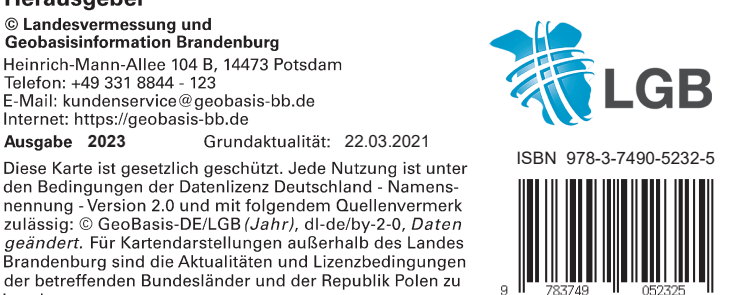 Herausgeber
© Landesvermessung und
Geobasisinformation Brandenburg
Heinrich-Mann-Allee 104 B, 14473 Potsdam
Telefon: +49 331 8844 - 123
E-Mail: kundenservice@geobasis-bb.de
Internet: https://geobasis-bb.de
Ausgabe 2023 Grundaktualität: 22.03.2021
Diese Karte ist gesetzlich geschützt. Jede Nutzung ist unter
den Bedingungen der Datenlizenz Deutschland - Namens-
nennung - Version 2.0 und mit folgendem Quellenvermerk
zulässig: © GeoBasis-DE/LGB (Jahr), dl-de/by-2-0, Daten
geändert. Für Kartendarstellungen außerhalb des Landes
Brandenburg sind die Aktualitäten und Lizenzbedingungen
der betreffenden Bundesländer und der Republik Polen zu
LGB
ISBN 978-3-7490-5232-5
9 783749 052325